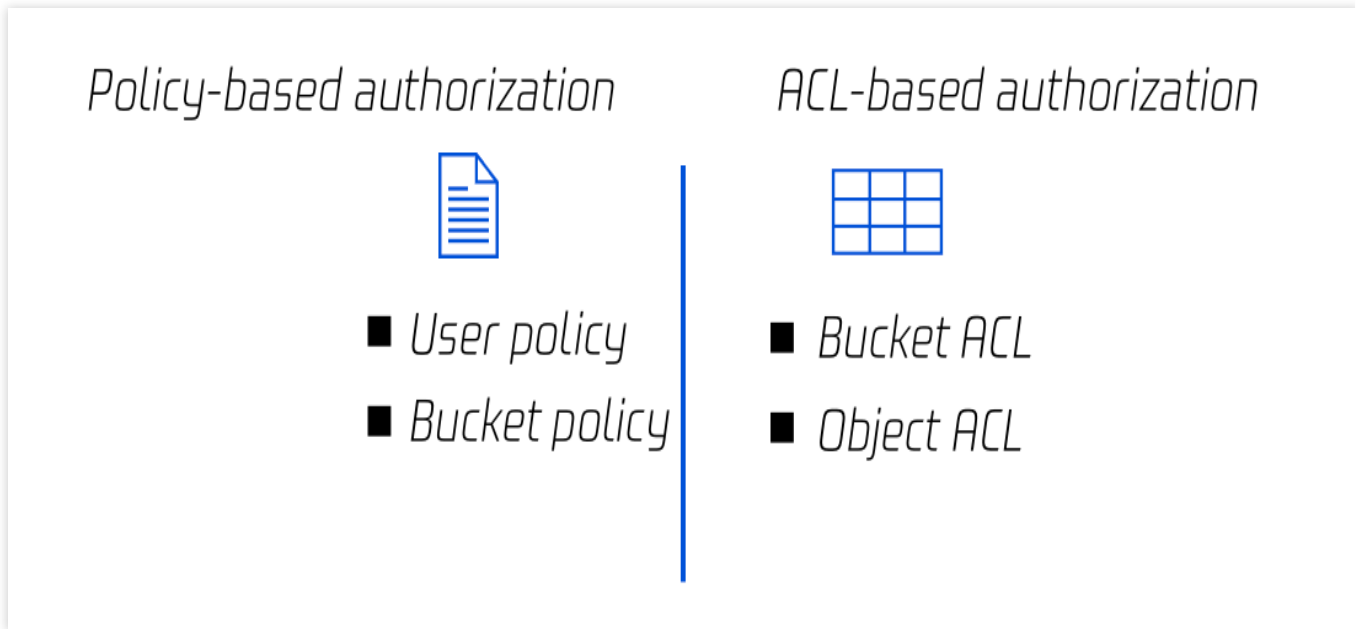 Policy-based authorization
User policy
Bucket policy
ACL-based authorization
Bucket ACL
Object ACL